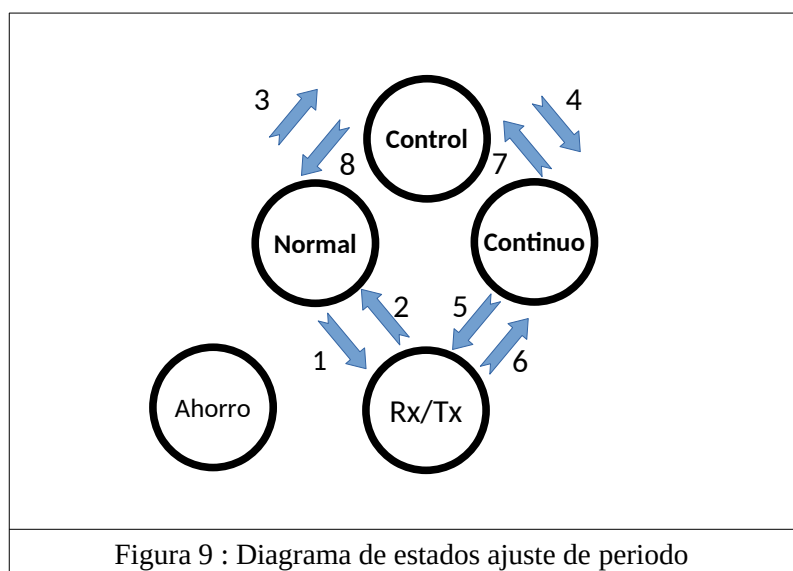 3
4
Control
8
7
Normal
Continuo
2
5
1
6
Ahorro
Rx/Tx
Figura 9 : Diagrama de estados ajuste de periodo